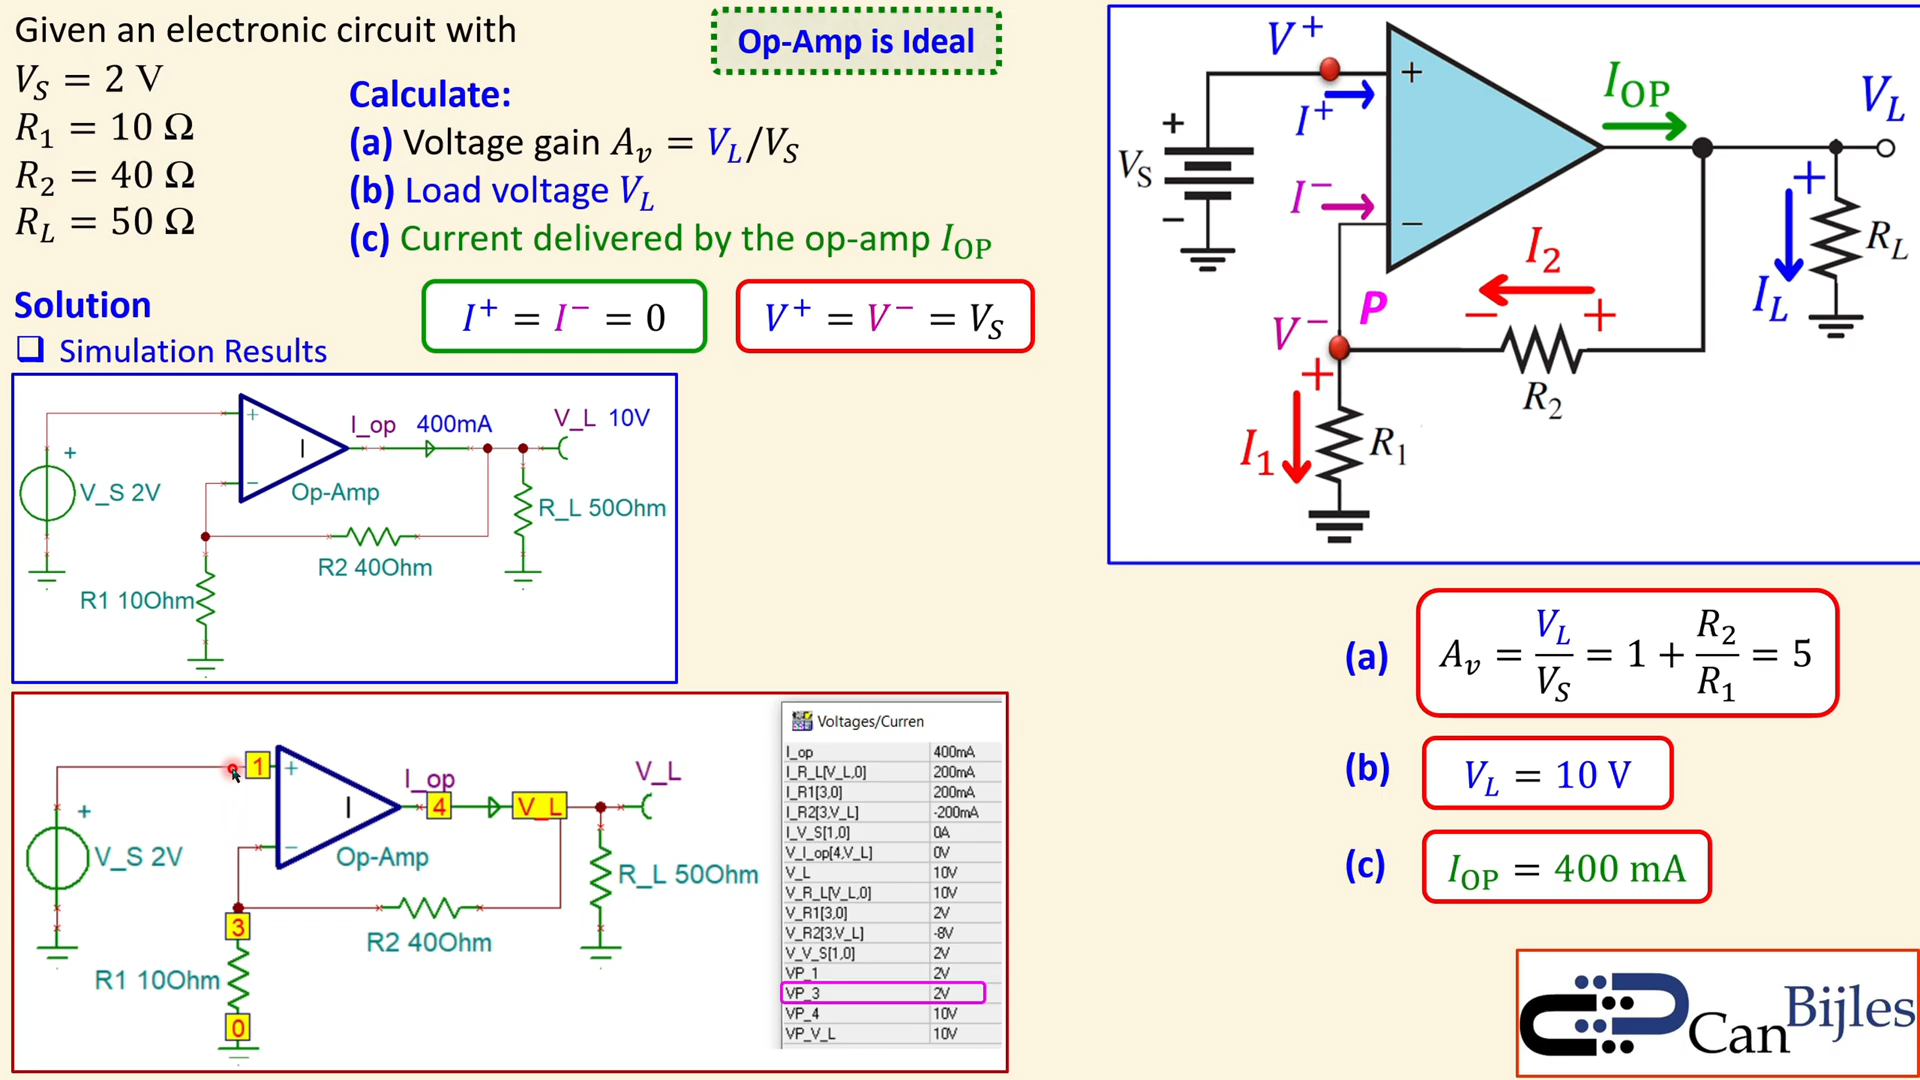 Given an electronic circuit with
V_S = 2 V
R_1 = 10 Ω
R_2 = 40 Ω
R_L = 50 Ω
Op-Amp is Ideal
Calculate:
(a) Voltage gain A_v = V_L/V_S
(b) Load voltage V_L
(c) Current delivered by the op-amp I_OP
Solution
I^+ = I^- = 0
V^+ = V^- = V_S
❑ Simulation Results
+
I_op 400mA
V_L 10V
+
V_S 2V
I
−
Op-Amp
R_L 50Ohm
R2 40Ohm
R1 10Ohm
1
+
I_op
V_L
4
V_L
+
I
V_S 2V
−
Op-Amp
R_L 50Ohm
3
R2 40Ohm
R1 10Ohm
0
Voltages/Curren
I_op 400mA
I_R_L[V_L,0] 200mA
I_R1[3,0] 200mA
I_R2[3,V_L] -200mA
I_V_S[1,0] 0A
V_I_op[4,V_L] 0V
V_L 10V
V_R_L[V_L,0] 10V
V_R1[3,0] 2V
V_R2[3,V_L] -8V
V_V_S[1,0] 2V
VP_1 2V
VP_3 2V
VP_4 10V
VP_V_L 10V
V^+
+
I^+
I_OP
V_L
+
V_S
−
I^-
−
+
R_L
I_L
I_2
P
− +
V^-
+
R_2
I_1
R_1
(a) A_v = V_L/V_S = 1 + R_2/R_1 = 5
(b) V_L = 10 V
(c) I_OP = 400 mA
Can Bijles